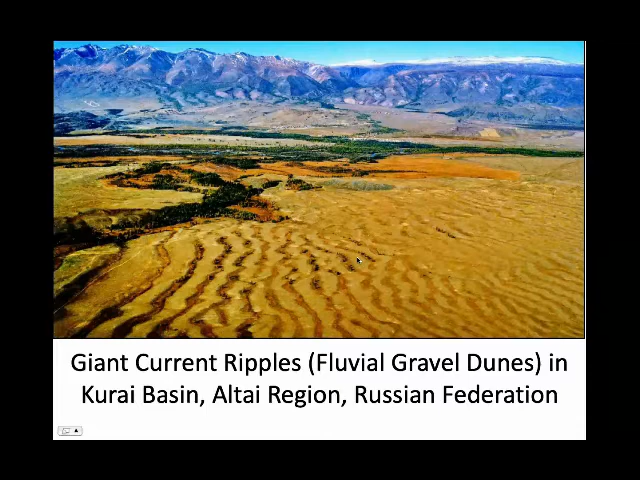 Giant Current Ripples (Fluvial Gravel Dunes) in
Kurai Basin, Altai Region, Russian Federation